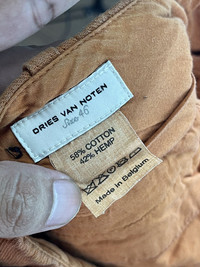 DRIES VAN NOTEN
Size 46
58% COTTON
42% HEMP
Made in Belgium